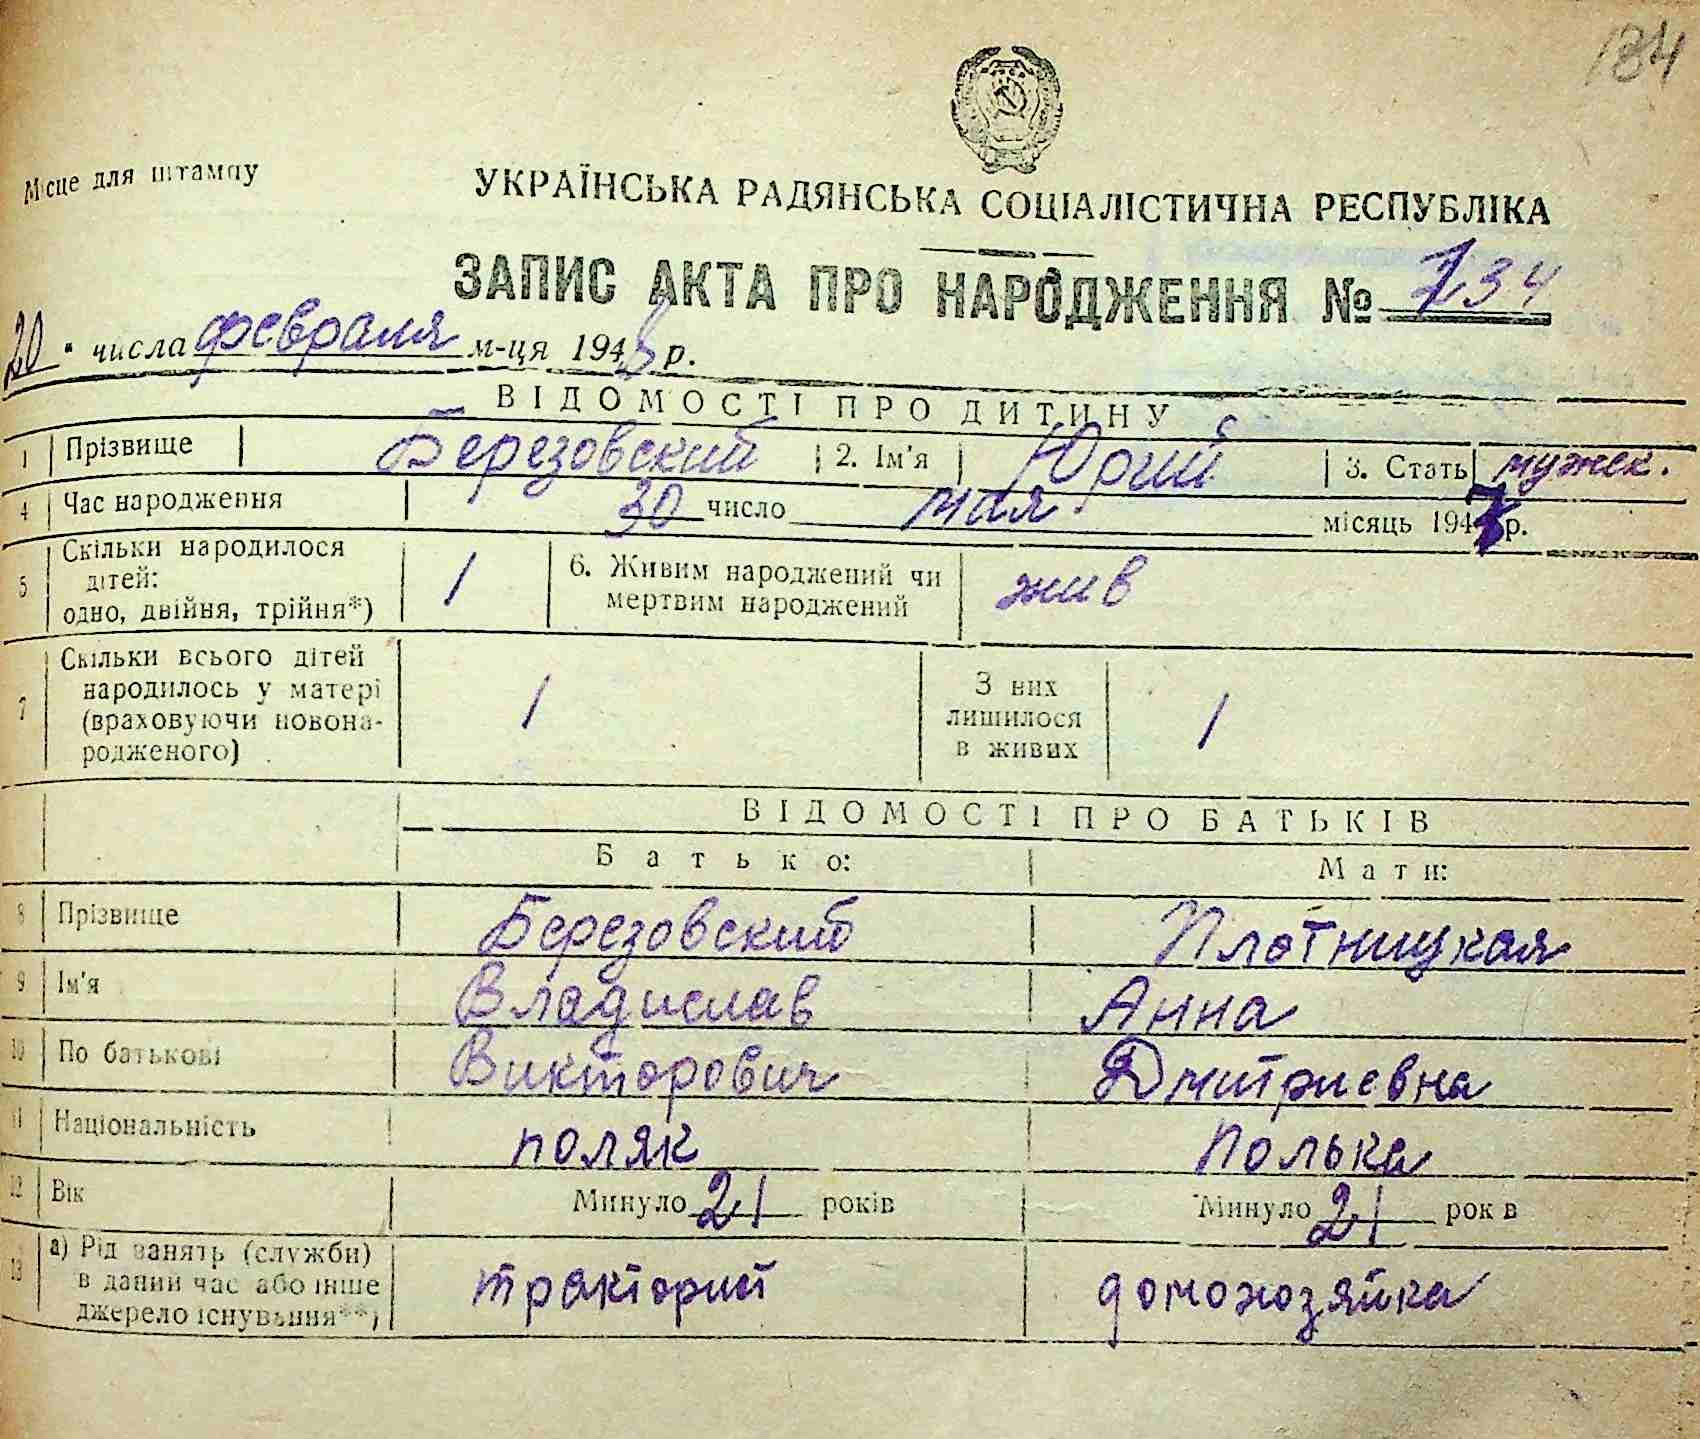 184
Місце для штампу
УКРАЇНСЬКА РАДЯНСЬКА СОЦІАЛІСТИЧНА РЕСПУБЛІКА
ЗАПИС АКТА ПРО НАРОДЖЕННЯ № 134
20 " числа февраля м-ця 1948 р.
ВІДОМОСТІ ПРО ДИТИНУ
1 Прізвище Березовский 2. Ім'я Юрий 3. Стать мужск.
4 Час народження 30 число мая місяць 1947 р.
5 Скільки народилося дітей: одно, двійня, трійня*) 1 6. Живим народжений чи мертвим народжений жив
7 Скільки всього дітей народилось у матері (враховуючи новонародженого) 1 З них лишилося в живих 1
ВІДОМОСТІ ПРО БАТЬКІВ
Батько: Мати:
8 Прізвище Березовский Плотницкая
9 Ім'я Владислав Анна
10 По батькові Викторович Дмитриевна
11 Національність поляк Полька
12 Вік Минуло 21 років Минуло 21 рок в
13 а) Рід занять (служби) в даний час або інше джерело існування**) тракторист домохозяйка